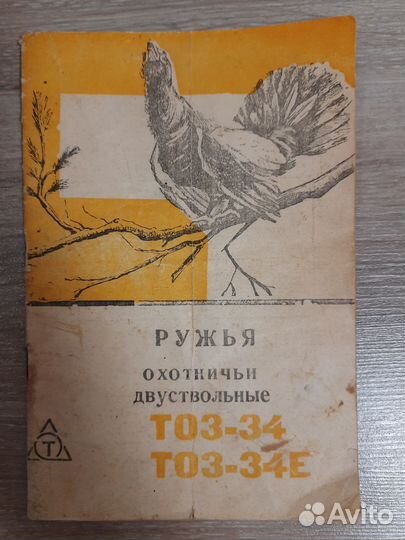 РУЖЬЯ
ОХОТНИЧЬИ
ДВУСТВОЛЬНЫЕ
ТОЗ-34
Т
ТОЗ-34Е
Avito